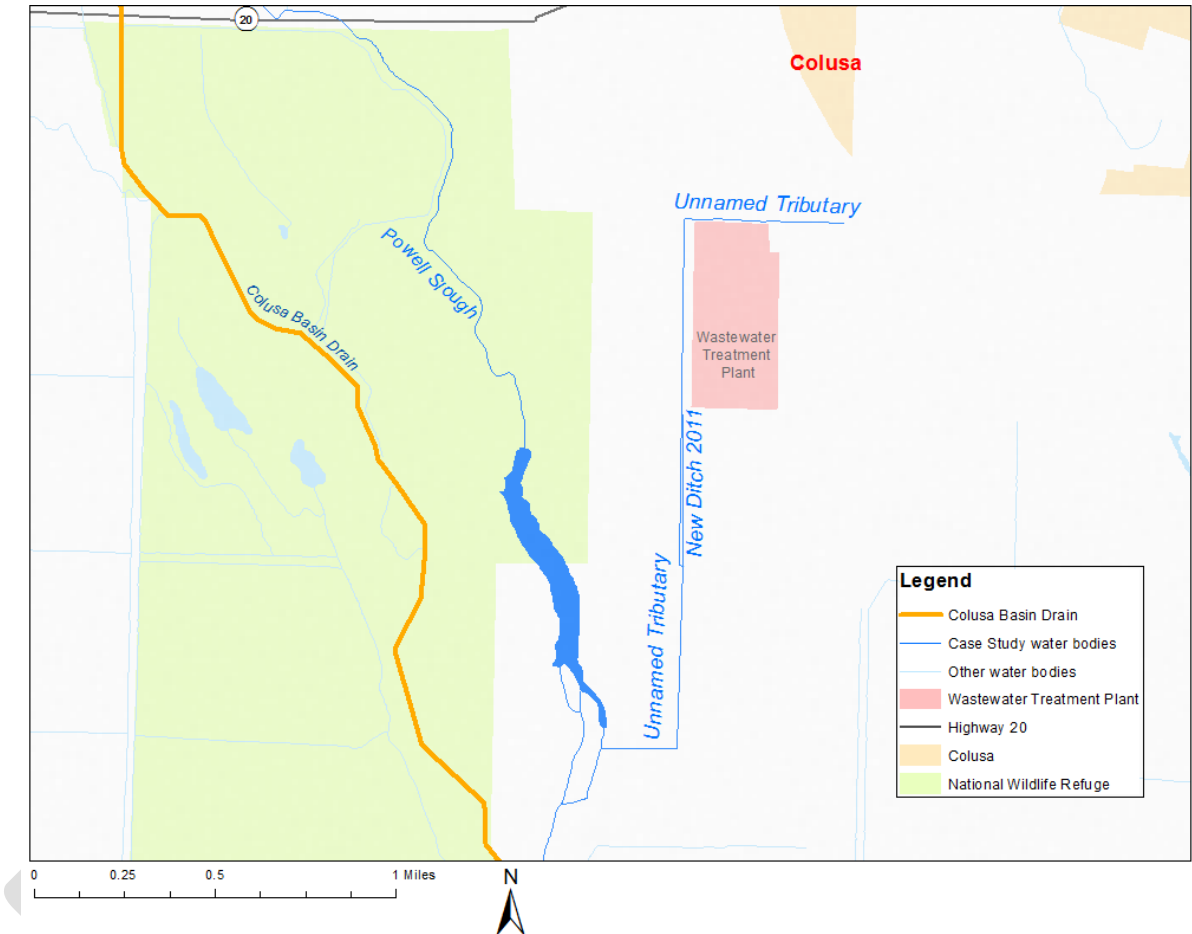 20
Colusa
Unnamed Tributary
Powell Slough
Colusa Basin Drain
Wastewater
Treatment
Plant
New Ditch 2011
Unnamed Tributary
Legend
Colusa Basin Drain
Case Study water bodies
Other water bodies
Wastewater Treatment Plant
Highway 20
Colusa
National Wildlife Refuge
0 0.25 0.5 1 Miles
N